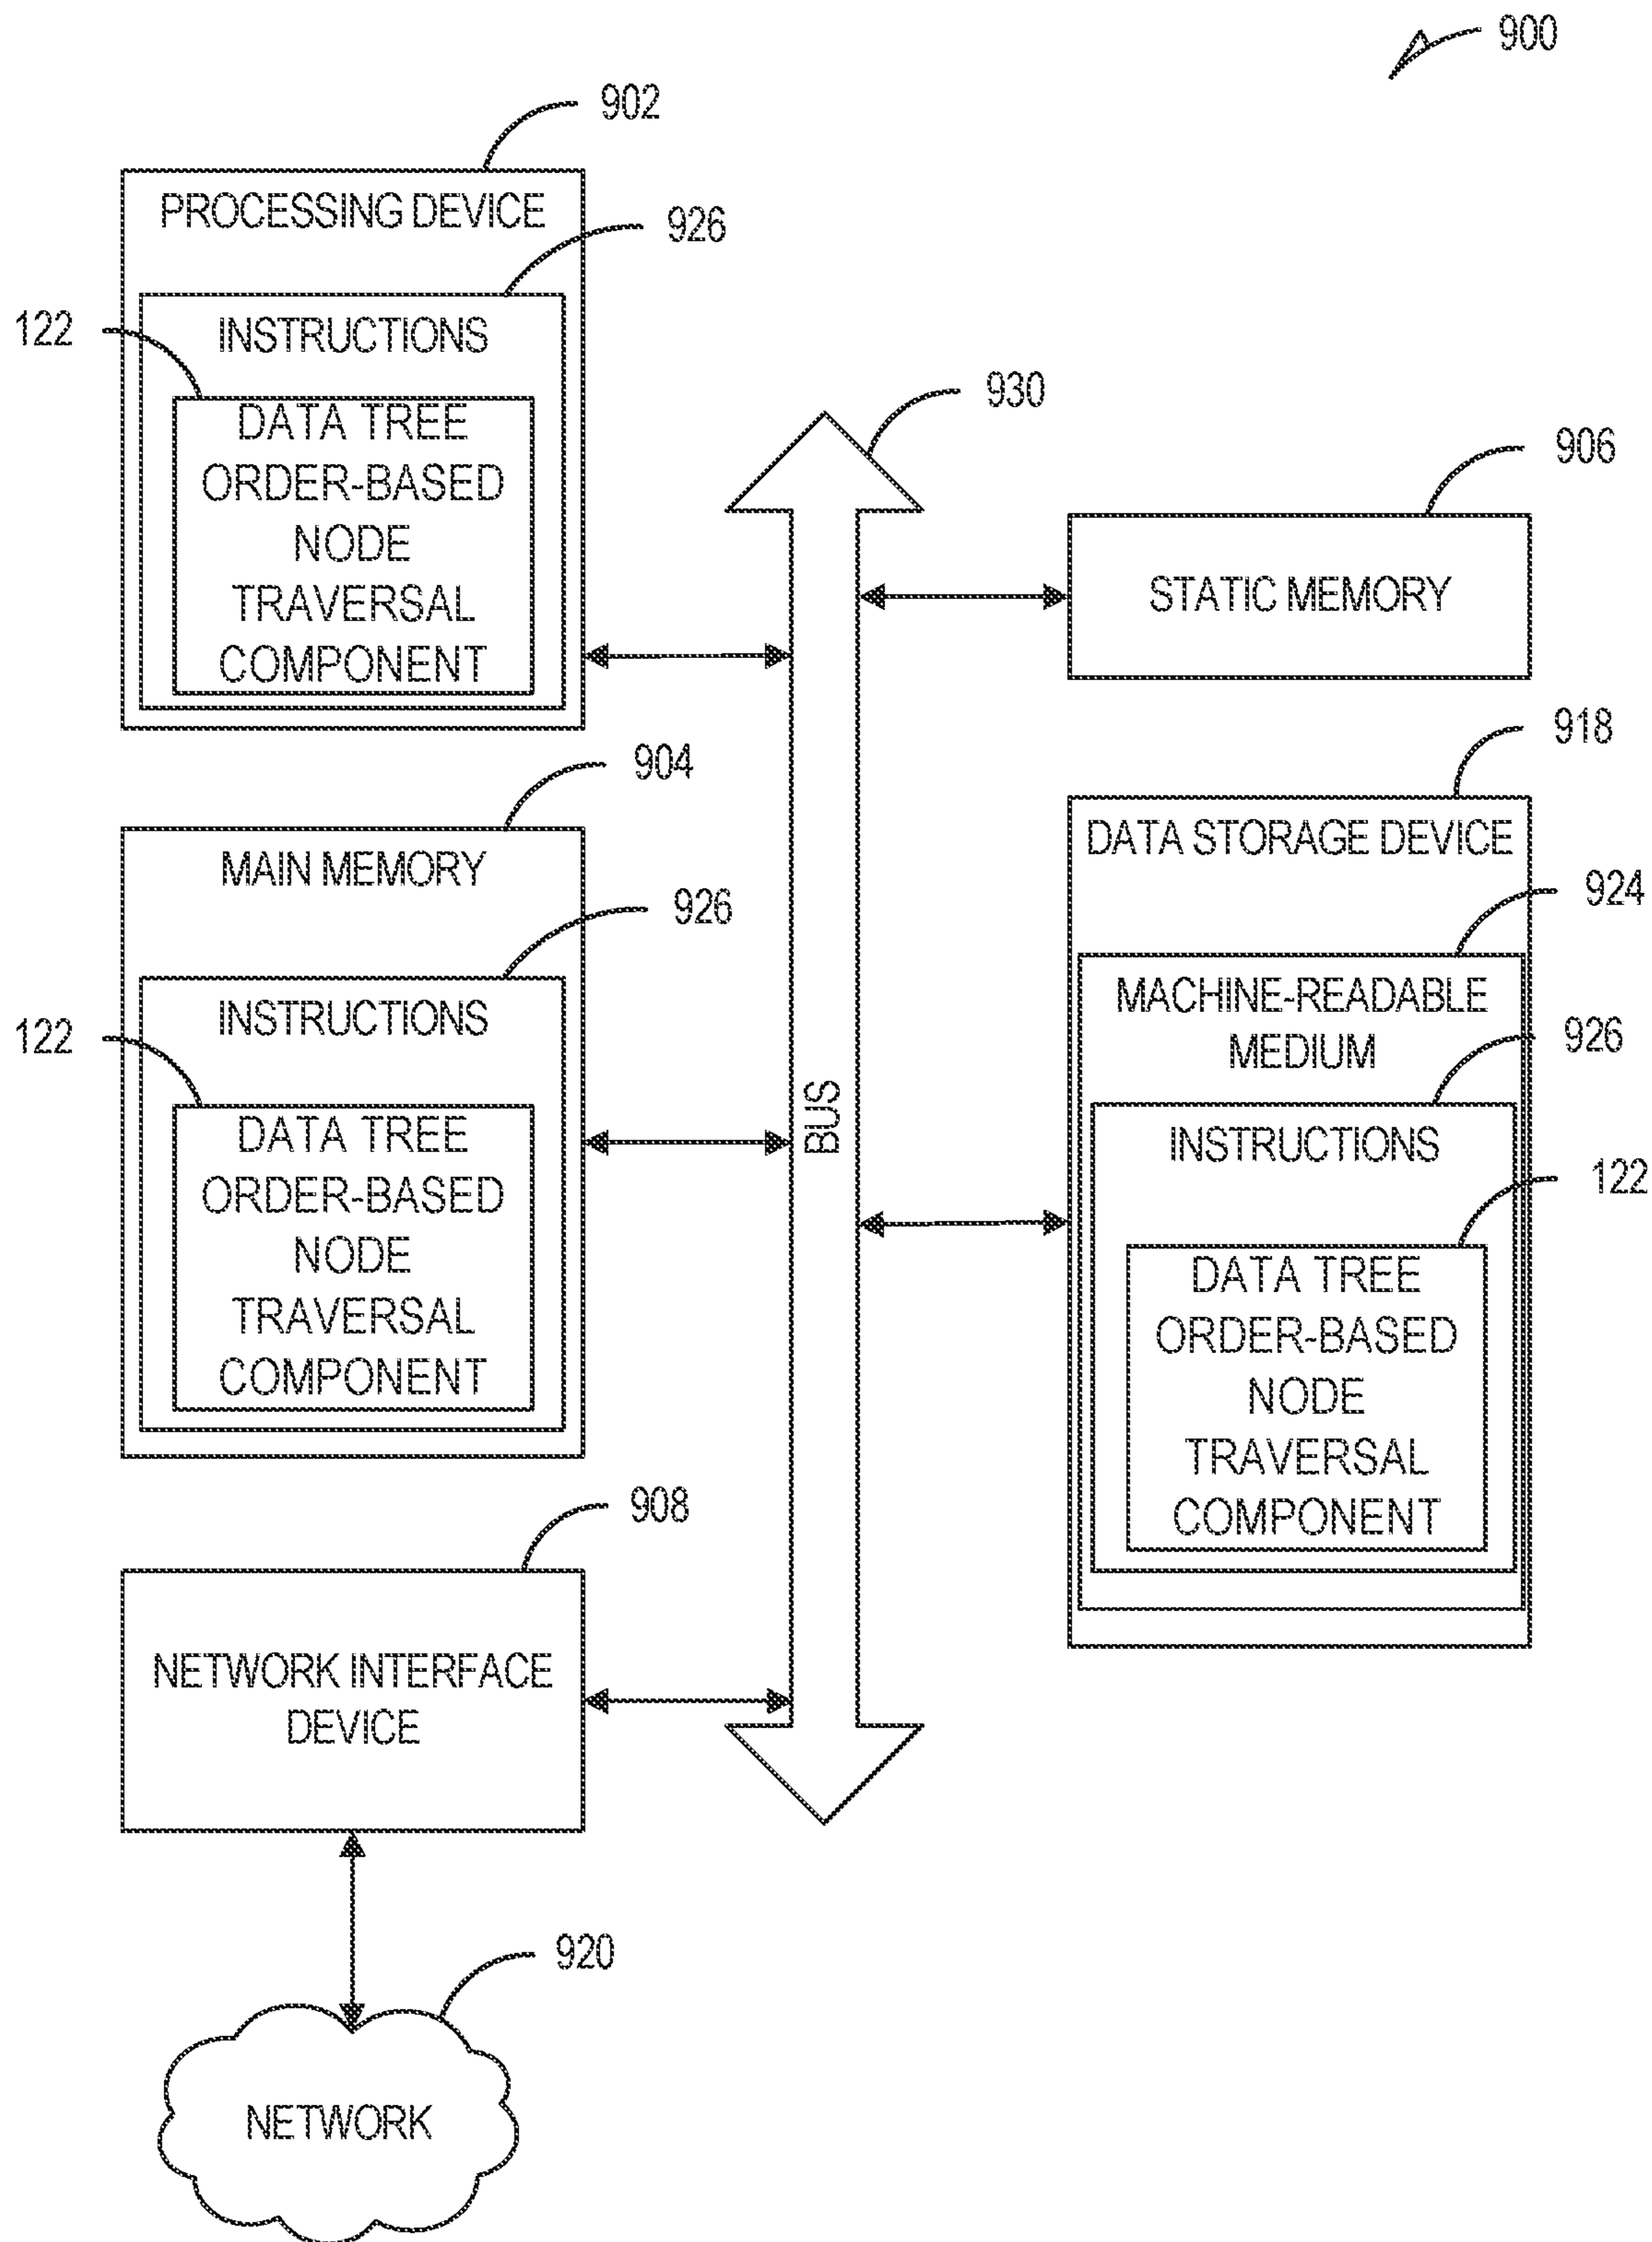 900
902
PROCESSING DEVICE
926
122
INSTRUCTIONS
DATA TREE
ORDER-BASED
NODE
TRAVERSAL
COMPONENT
930
906
STATIC MEMORY
904
MAIN MEMORY
926
122
INSTRUCTIONS
DATA TREE
ORDER-BASED
NODE
TRAVERSAL
COMPONENT
BUS
918
DATA STORAGE DEVICE
924
MACHINE-READABLE
MEDIUM
926
INSTRUCTIONS
122
DATA TREE
ORDER-BASED
NODE
TRAVERSAL
COMPONENT
908
NETWORK INTERFACE
DEVICE
920
NETWORK